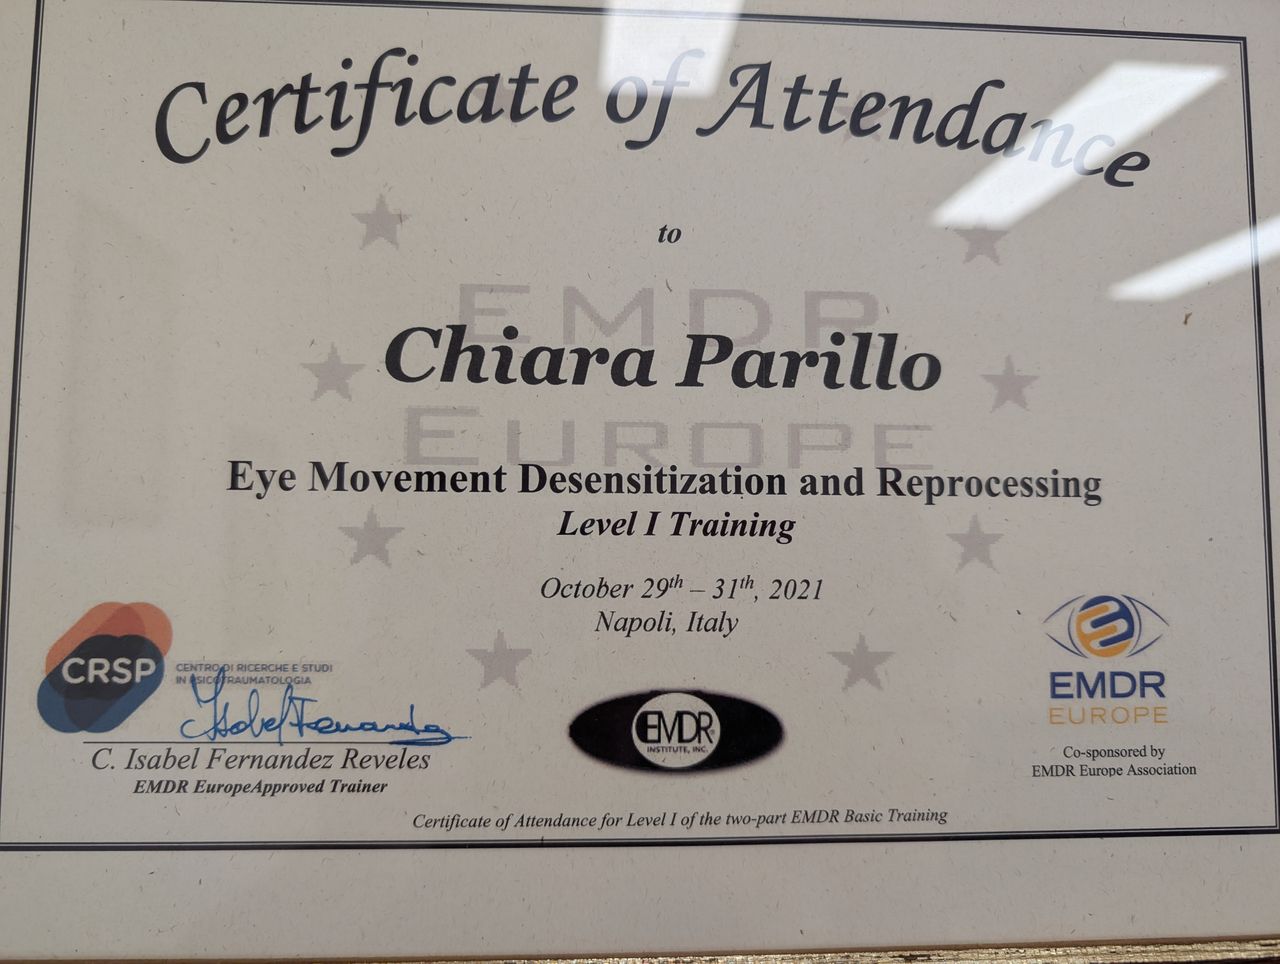 Certificate of Attendance
to
EMDR
Chiara Parillo
EUROPE
Eye Movement Desensitization and Reprocessing
Level I Training
October 29th – 31th, 2021
Napoli, Italy
CRSP
CENTRO DI RICERCHE E STUDI
IN PSICOTRAUMATOLOGIA
Isabel Fernandez
C. Isabel Fernandez Reveles
EMDR EuropeApproved Trainer
EMDR®
INSTITUTE, INC.
EMDR
EUROPE
Co-sponsored by
EMDR Europe Association
Certificate of Attendance for Level I of the two-part EMDR Basic Training